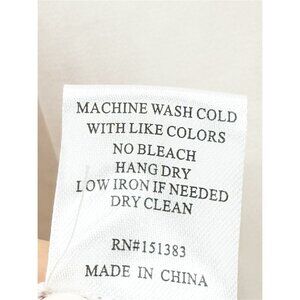 MACHINE WASH COLD
WITH LIKE COLORS
NO BLEACH
HANG DRY
LOW IRON IF NEEDED
DRY CLEAN
RN#151383
MADE IN CHINA